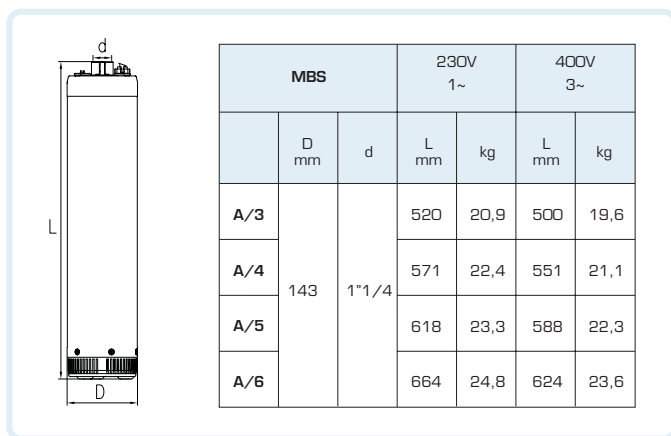 d
L
D
MBS 230V 400V
1~ 3~
D d L kg L kg
mm mm mm
A/3 520 20,9 500 19,6
A/4 571 22,4 551 21,1
143 1"1/4
A/5 618 23,3 588 22,3
A/6 664 24,8 624 23,6